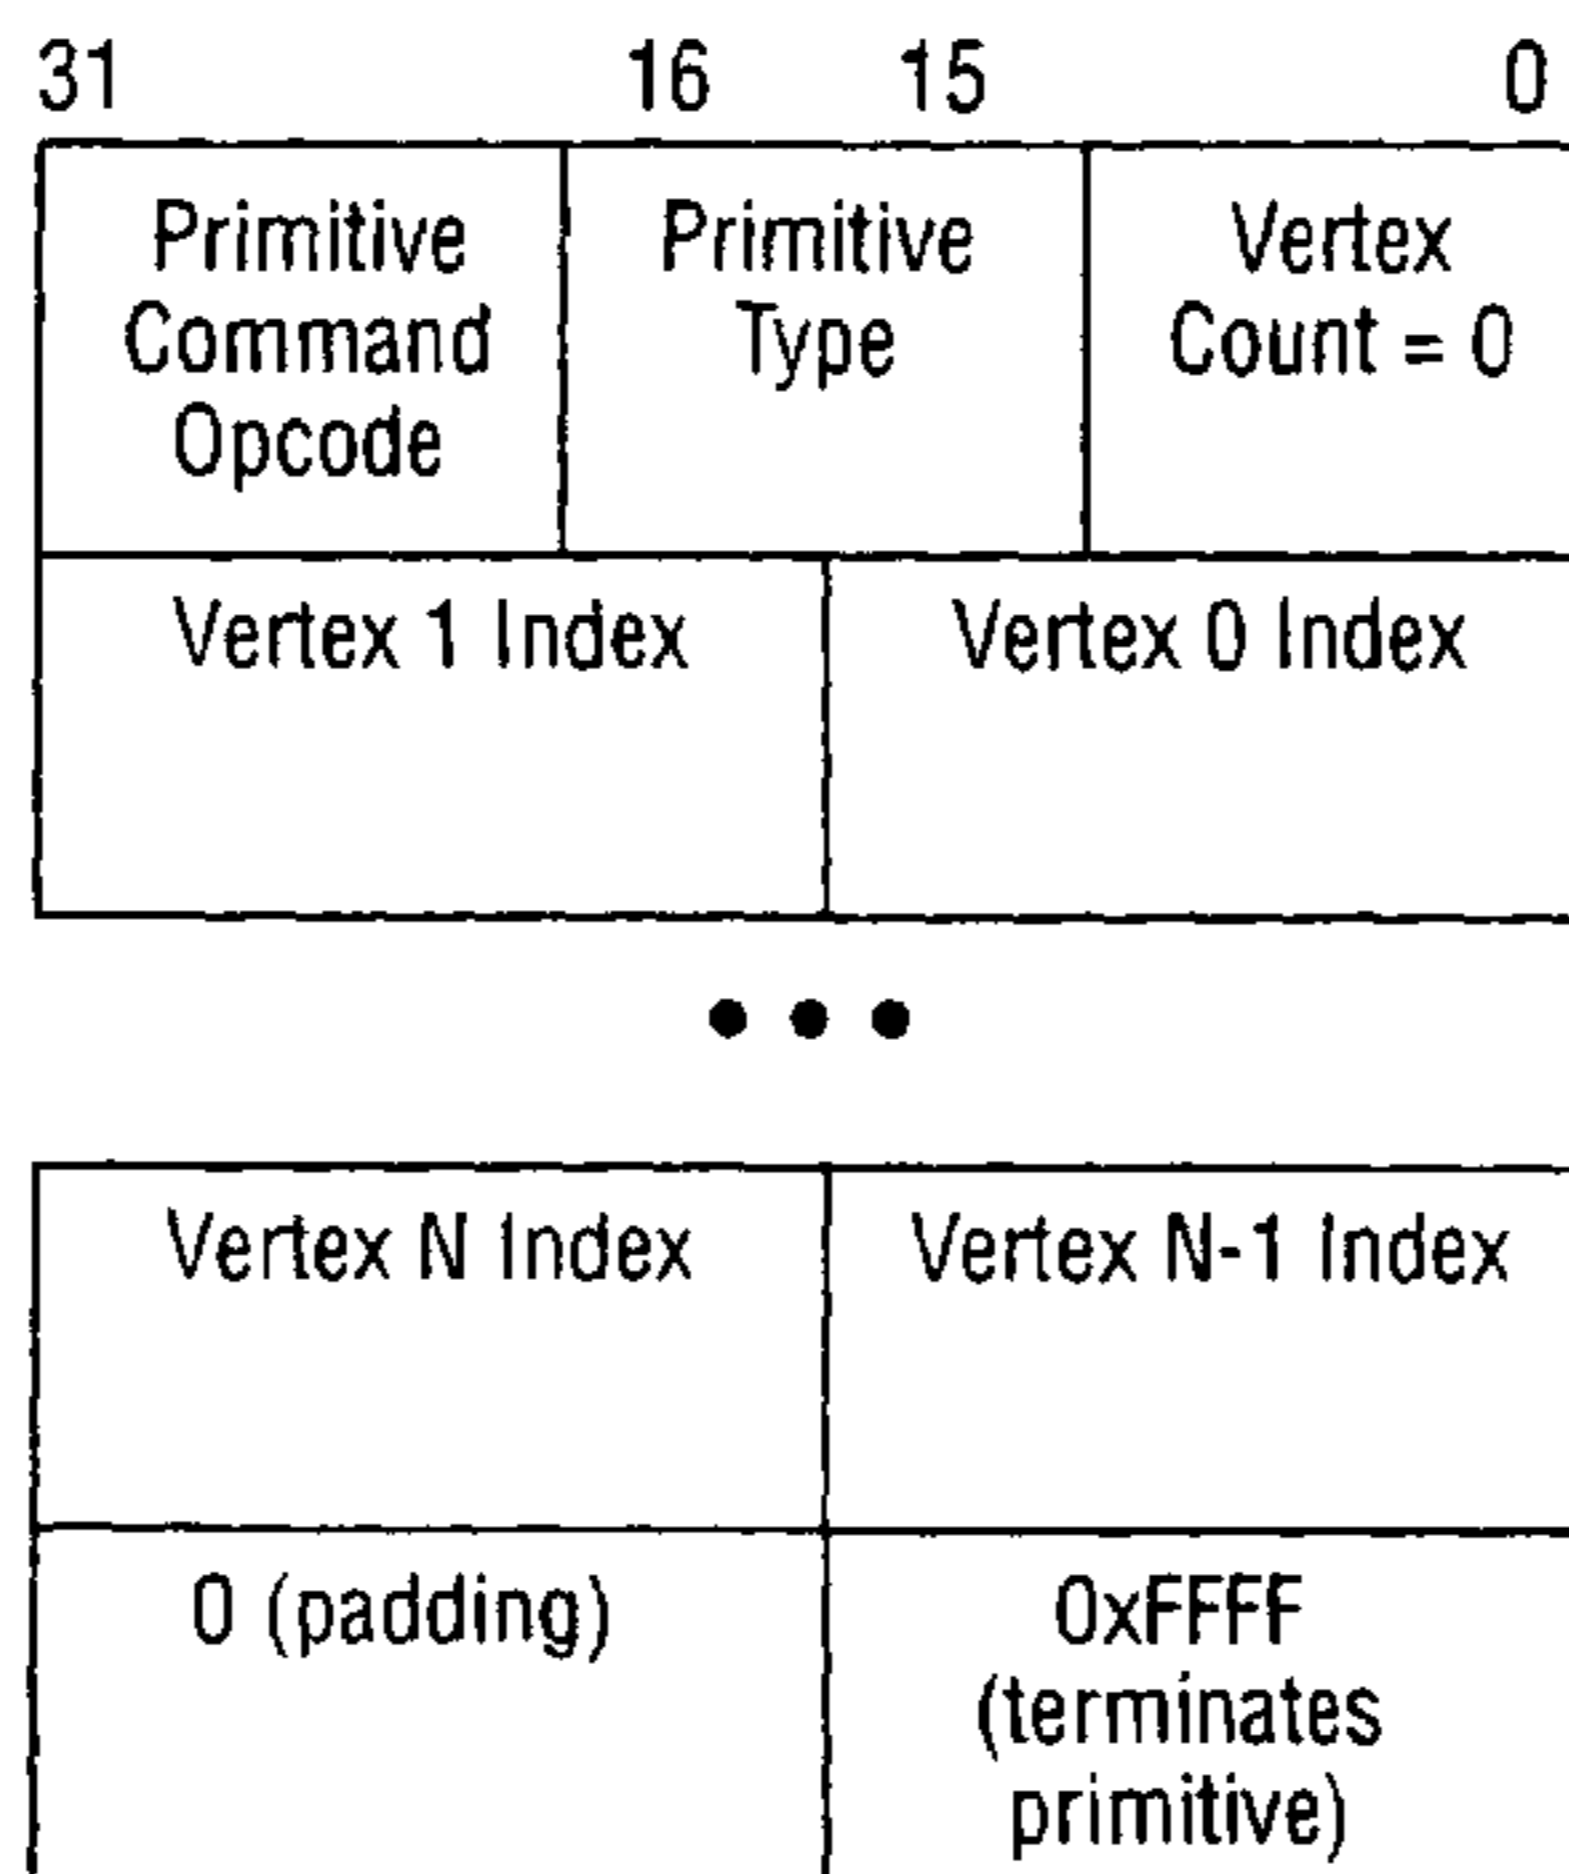 31 16 15 0
Primitive
Command
Opcode
Primitive
Type
Vertex
Count = 0
Vertex 1 Index
Vertex 0 Index
Vertex N Index
Vertex N-1 Index
0 (padding)
0xFFFF
(terminates
primitive)